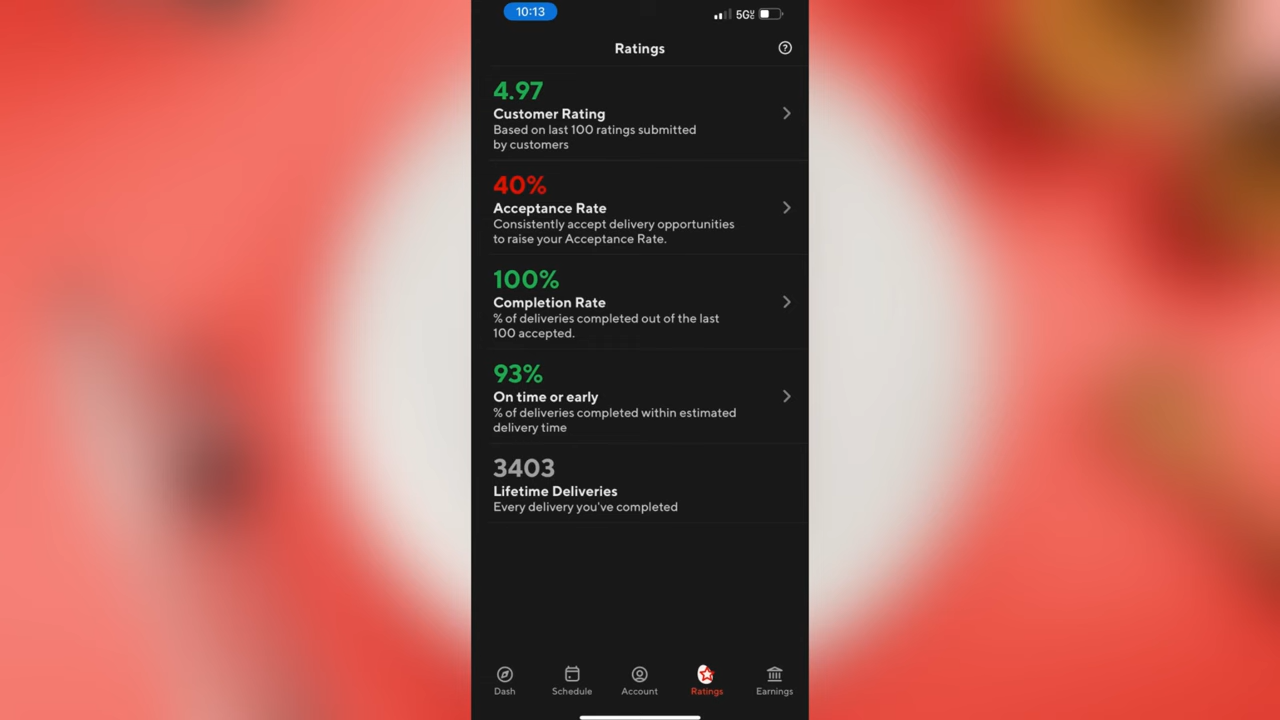 10:13
5G
Ratings
4.97
Customer Rating
Based on last 100 ratings submitted
by customers
40%
Acceptance Rate
Consistently accept delivery opportunities
to raise your Acceptance Rate.
100%
Completion Rate
% of deliveries completed out of the last
100 accepted.
93%
On time or early
% of deliveries completed within estimated
delivery time
3403
Lifetime Deliveries
Every delivery you've completed
Dash Schedule Account Ratings Earnings